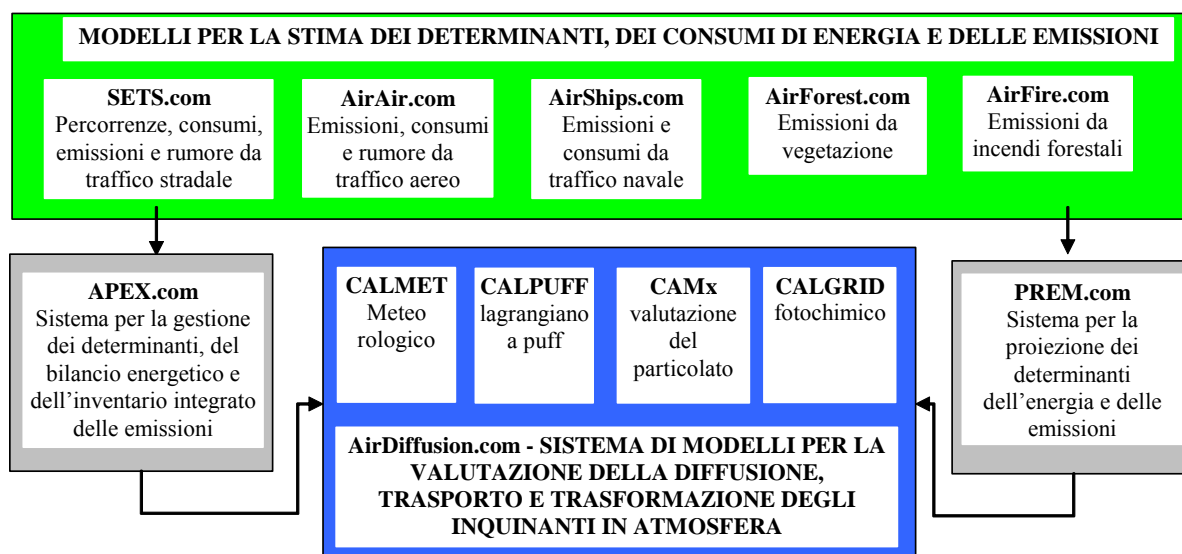 MODELLI PER LA STIMA DEI DETERMINANTI, DEI CONSUMI DI ENERGIA E DELLE EMISSIONI
SETS.com
Percorrenze, consumi,
emissioni e rumore da
traffico stradale
AirAir.com
Emissioni, consumi
e rumore da
traffico aereo
AirShips.com
Emissioni e
consumi da
traffico navale
AirForest.com
Emissioni da
vegetazione
AirFire.com
Emissioni da
incendi forestali
APEX.com
Sistema per la gestione
dei determinanti, del
bilancio energetico e
dell’inventario integrato
delle emissioni
CALMET
Meteo
rologico
CALPUFF
lagrangiano
a puff
CAMx
valutazione
del
particolato
CALGRID
fotochimico
AirDiffusion.com - SISTEMA DI MODELLI PER LA
VALUTAZIONE DELLA DIFFUSIONE,
TRASPORTO E TRASFORMAZIONE DEGLI
INQUINANTI IN ATMOSFERA
PREM.com
Sistema per la
proiezione dei
determinanti
dell’energia e delle
emissioni